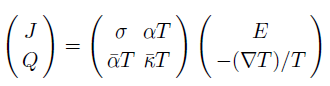 ( J ) = ( σ αT ) ( E )
( Q ) ( ᾱT κ̄T ) ( −(∇T)/T )